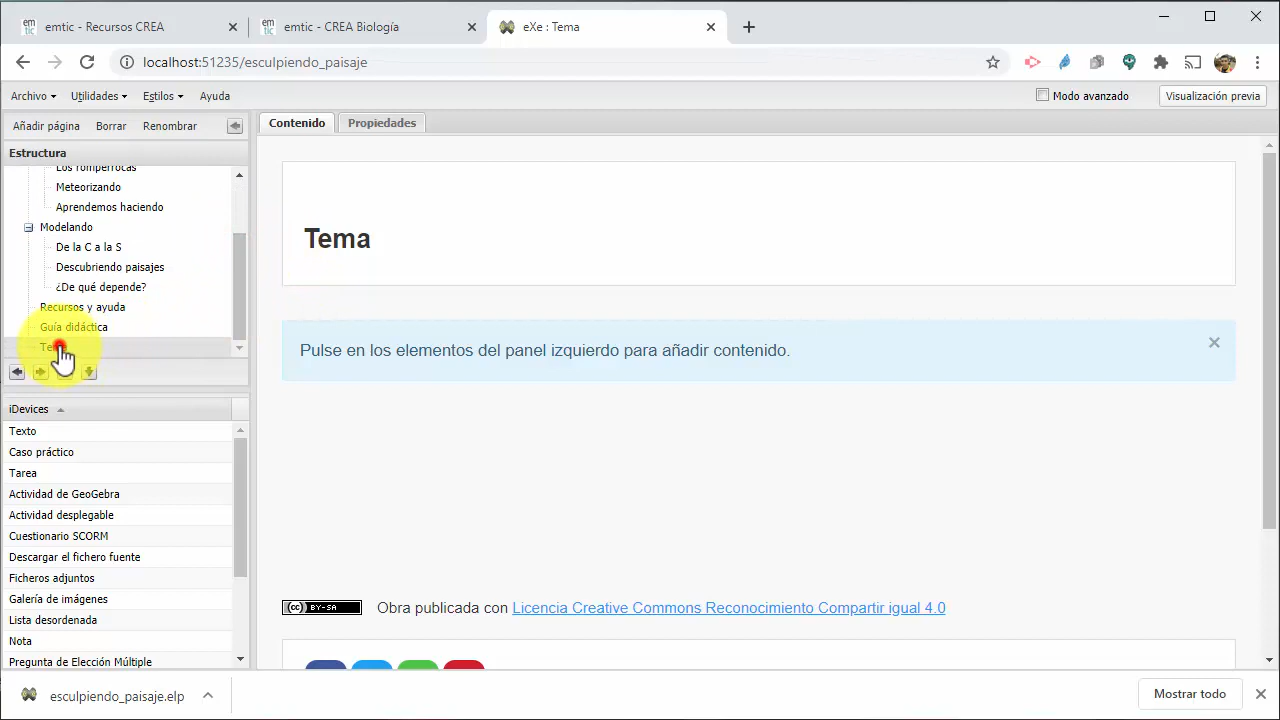 emtic - Recursos CREA
emtic - CREA Biología
eXe : Tema
localhost:51235/esculpiendo_paisaje
Archivo
Utilidades
Estilos
Ayuda
Modo avanzado
Visualización previa
Añadir página
Borrar
Renombrar
Contenido
Propiedades
Estructura
Los romperrocas
Meteorizando
Aprendemos haciendo
Modelando
De la C a la S
Descubriendo paisajes
¿De qué depende?
Recursos y ayuda
Guía didáctica
Tema
Pulse en los elementos del panel izquierdo para añadir contenido.
iDevices
Texto
Caso práctico
Tarea
Actividad de GeoGebra
Actividad desplegable
Cuestionario SCORM
Descargar el fichero fuente
Ficheros adjuntos
Galería de imágenes
Lista desordenada
Nota
Pregunta de Elección Múltiple
(cc) BY-SA
Obra publicada con Licencia Creative Commons Reconocimiento Compartir igual 4.0
esculpiendo_paisaje.elp
Mostrar todo